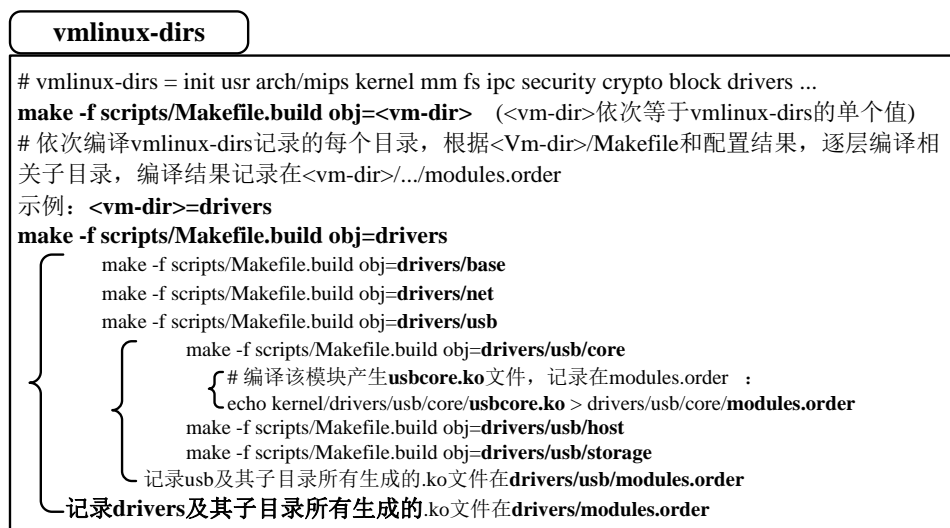 vmlinux-dirs
# vmlinux-dirs = init usr arch/mips kernel mm fs ipc security crypto block drivers ...
make -f scripts/Makefile.build obj=<vm-dir> (<vm-dir>依次等于vmlinux-dirs的单个值)
# 依次编译vmlinux-dirs记录的每个目录，根据<Vm-dir>/Makefile和配置结果，逐层编译相
关子目录，编译结果记录在<vm-dir>/.../modules.order
示例：<vm-dir>=drivers
make -f scripts/Makefile.build obj=drivers
make -f scripts/Makefile.build obj=drivers/base
make -f scripts/Makefile.build obj=drivers/net
make -f scripts/Makefile.build obj=drivers/usb
make -f scripts/Makefile.build obj=drivers/usb/core
# 编译该模块产生usbcore.ko文件，记录在modules.order ：
echo kernel/drivers/usb/core/usbcore.ko > drivers/usb/core/modules.order
make -f scripts/Makefile.build obj=drivers/usb/host
make -f scripts/Makefile.build obj=drivers/usb/storage
记录usb及其子目录所有生成的.ko文件在drivers/usb/modules.order
记录drivers及其子目录所有生成的.ko文件在drivers/modules.order